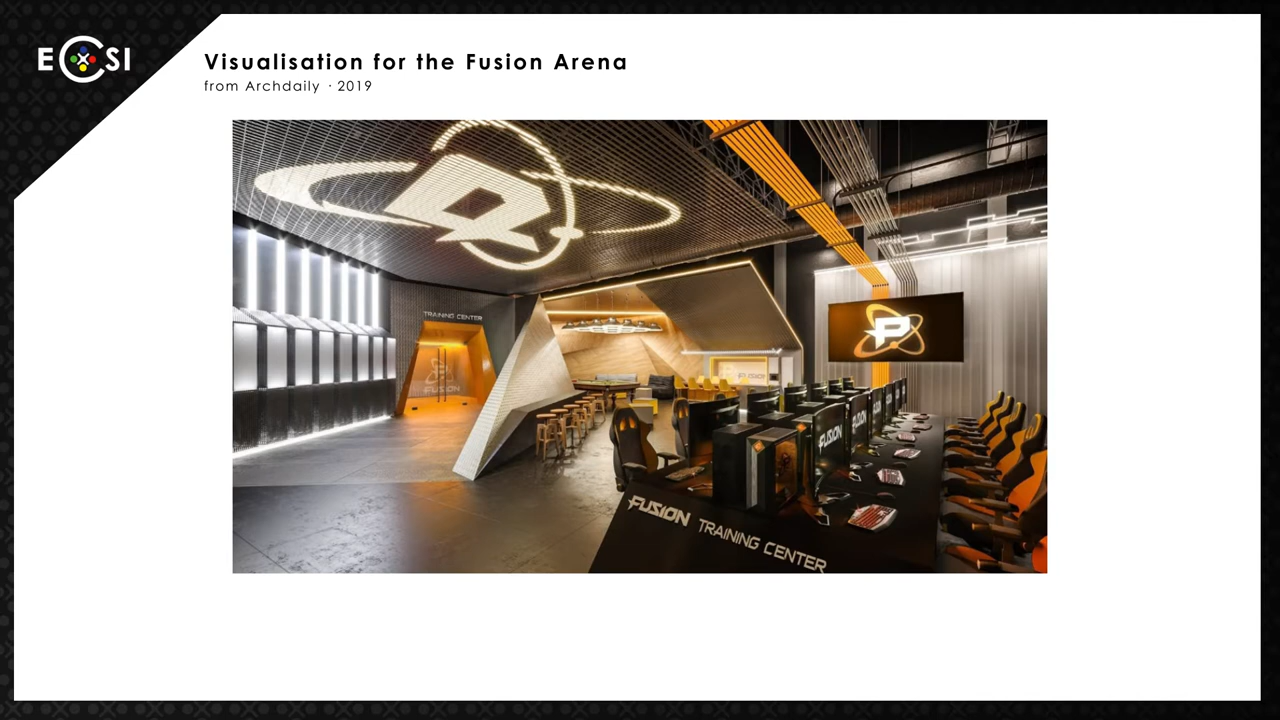 ECSI
Visualisation for the Fusion Arena
from Archdaily · 2019
TRAINING CENTER
FUSION
FUSION
P
FUSION
FUSION
FUSION TRAINING CENTER